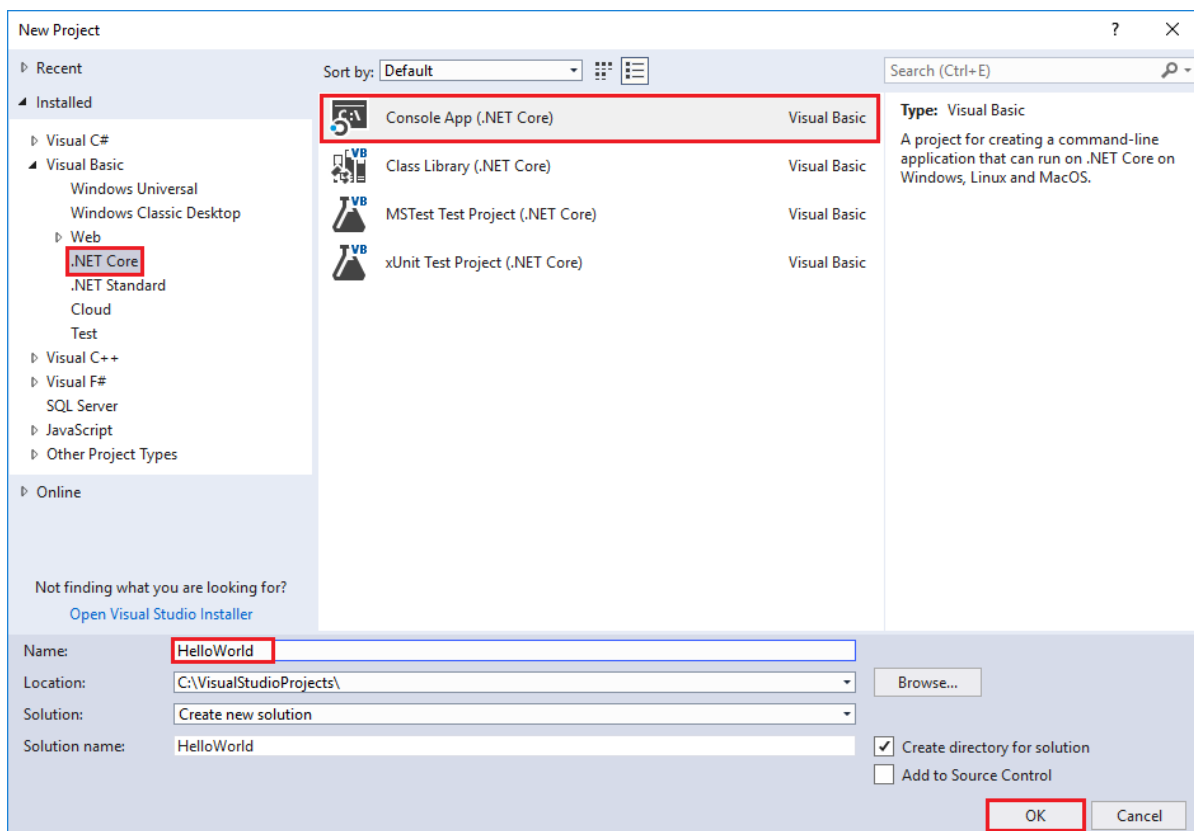 New Project
?
Recent
Installed
Visual C#
Visual Basic
Windows Universal
Windows Classic Desktop
Web
.NET Core
.NET Standard
Cloud
Test
Visual C++
Visual F#
SQL Server
JavaScript
Other Project Types
Online
Not finding what you are looking for?
Open Visual Studio Installer
Sort by: Default
C:\
Console App (.NET Core) Visual Basic
VB
Class Library (.NET Core) Visual Basic
VB
MSTest Test Project (.NET Core) Visual Basic
VB
xUnit Test Project (.NET Core) Visual Basic
Search (Ctrl+E)
Type: Visual Basic
A project for creating a command-line
application that can run on .NET Core on
Windows, Linux and MacOS.
Name: HelloWorld
Location: C:\VisualStudioProjects\ Browse...
Solution: Create new solution
Solution name: HelloWorld
Create directory for solution
Add to Source Control
OK Cancel